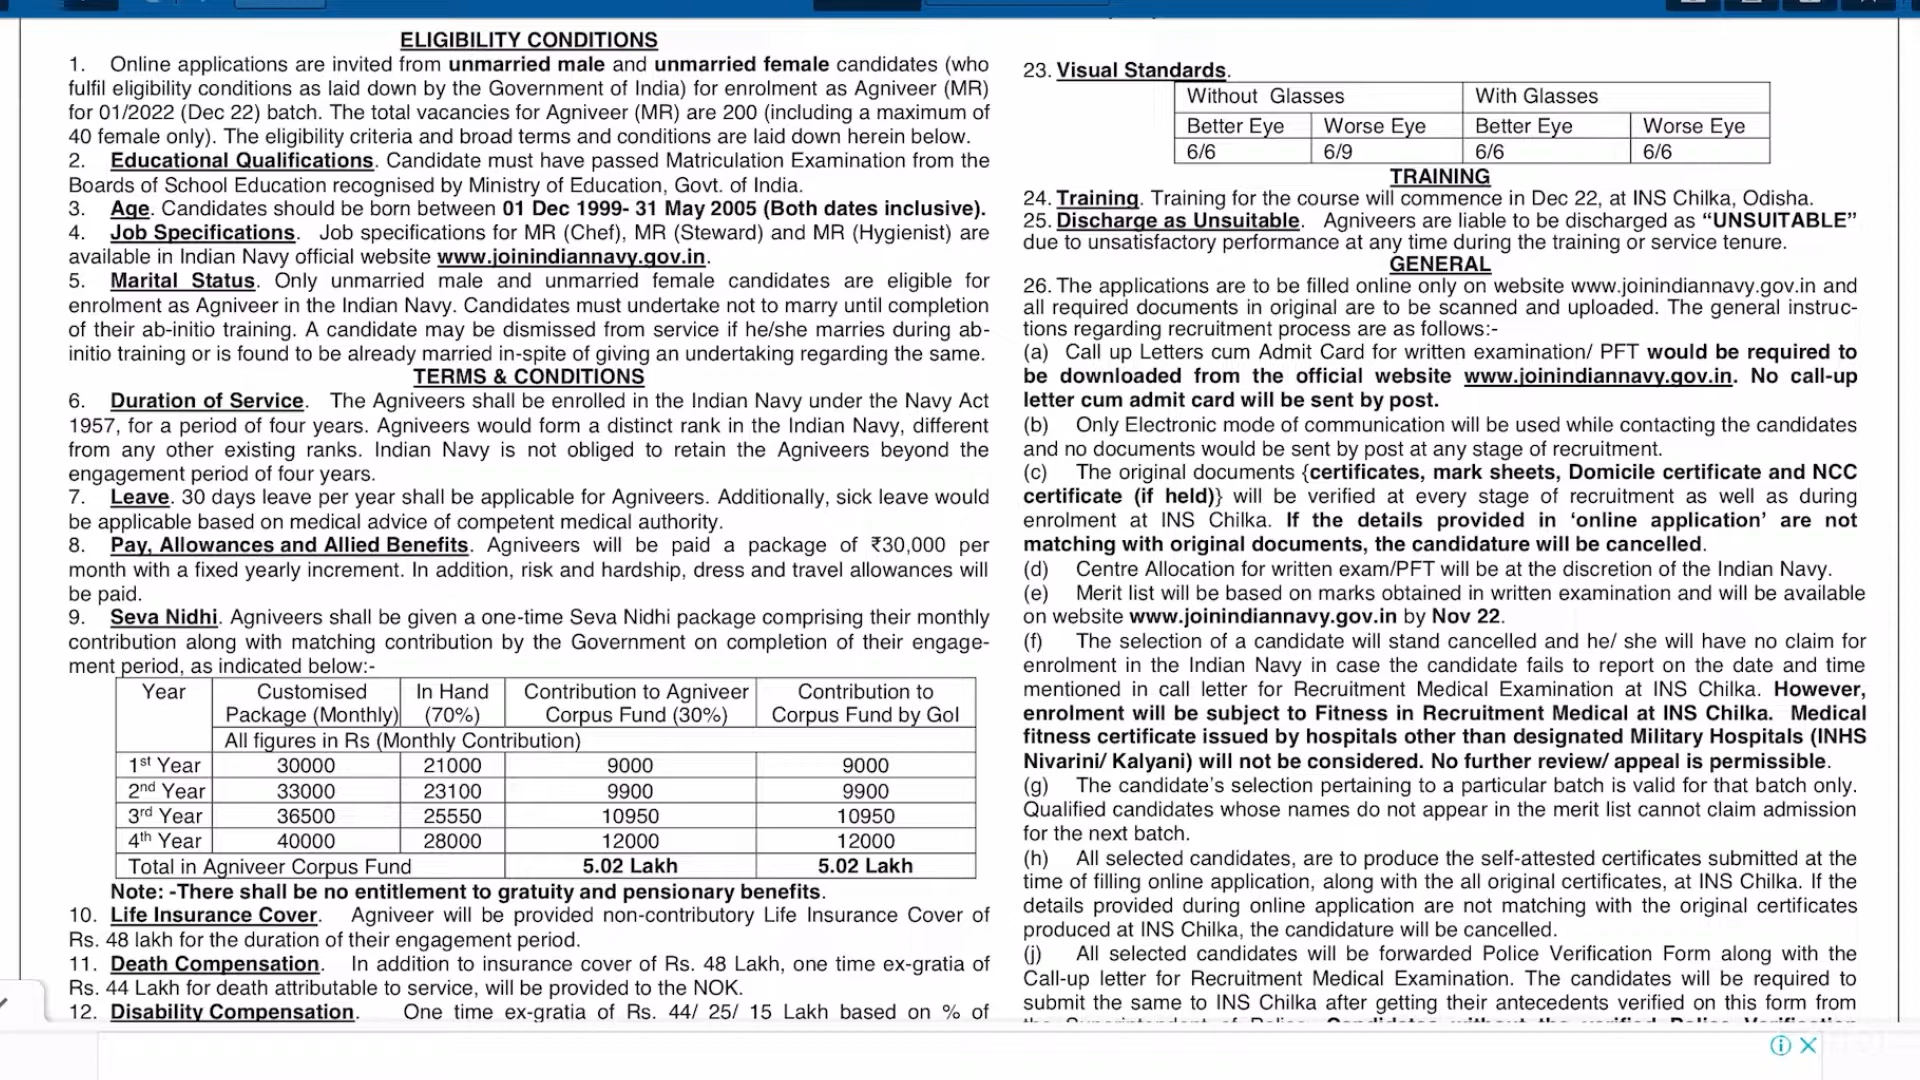 ELIGIBILITY CONDITIONS
1. Online applications are invited from unmarried male and unmarried female candidates (who
fulfil eligibility conditions as laid down by the Government of India) for enrolment as Agniveer (MR)
for 01/2022 (Dec 22) batch. The total vacancies for Agniveer (MR) are 200 (including a maximum of
40 female only). The eligibility criteria and broad terms and conditions are laid down herein below.
2. Educational Qualifications. Candidate must have passed Matriculation Examination from the
Boards of School Education recognised by Ministry of Education, Govt. of India.
3. Age. Candidates should be born between 01 Dec 1999- 31 May 2005 (Both dates inclusive).
4. Job Specifications. Job specifications for MR (Chef), MR (Steward) and MR (Hygienist) are
available in Indian Navy official website www.joinindiannavy.gov.in.
5. Marital Status. Only unmarried male and unmarried female candidates are eligible for
enrolment as Agniveer in the Indian Navy. Candidates must undertake not to marry until completion
of their ab-initio training. A candidate may be dismissed from service if he/she marries during ab-
initio training or is found to be already married in-spite of giving an undertaking regarding the same.
TERMS & CONDITIONS
6. Duration of Service. The Agniveers shall be enrolled in the Indian Navy under the Navy Act
1957, for a period of four years. Agniveers would form a distinct rank in the Indian Navy, different
from any other existing ranks. Indian Navy is not obliged to retain the Agniveers beyond the
engagement period of four years.
7. Leave. 30 days leave per year shall be applicable for Agniveers. Additionally, sick leave would
be applicable based on medical advice of competent medical authority.
8. Pay, Allowances and Allied Benefits. Agniveers will be paid a package of ₹30,000 per
month with a fixed yearly increment. In addition, risk and hardship, dress and travel allowances will
be paid.
9. Seva Nidhi. Agniveers shall be given a one-time Seva Nidhi package comprising their monthly
contribution along with matching contribution by the Government on completion of their engage-
ment period, as indicated below:-
Year Customised Package (Monthly) In Hand (70%) Contribution to Agniveer Corpus Fund (30%) Contribution to Corpus Fund by GoI
All figures in Rs (Monthly Contribution)
1st Year 30000 21000 9000 9000
2nd Year 33000 23100 9900 9900
3rd Year 36500 25550 10950 10950
4th Year 40000 28000 12000 12000
Total in Agniveer Corpus Fund 5.02 Lakh 5.02 Lakh
Note: -There shall be no entitlement to gratuity and pensionary benefits.
10. Life Insurance Cover. Agniveer will be provided non-contributory Life Insurance Cover of
Rs. 48 lakh for the duration of their engagement period.
11. Death Compensation. In addition to insurance cover of Rs. 48 Lakh, one time ex-gratia of
Rs. 44 Lakh for death attributable to service, will be provided to the NOK.
12. Disability Compensation. One time ex-gratia of Rs. 44/ 25/ 15 Lakh based on % of
23. Visual Standards.
Without Glasses With Glasses
Better Eye Worse Eye Better Eye Worse Eye
6/6 6/9 6/6 6/6
TRAINING
24. Training. Training for the course will commence in Dec 22, at INS Chilka, Odisha.
25. Discharge as Unsuitable. Agniveers are liable to be discharged as “UNSUITABLE”
due to unsatisfactory performance at any time during the training or service tenure.
GENERAL
26. The applications are to be filled online only on website www.joinindiannavy.gov.in and
all required documents in original are to be scanned and uploaded. The general instruc-
tions regarding recruitment process are as follows:-
(a) Call up Letters cum Admit Card for written examination/ PFT would be required to
be downloaded from the official website www.joinindiannavy.gov.in. No call-up
letter cum admit card will be sent by post.
(b) Only Electronic mode of communication will be used while contacting the candidates
and no documents would be sent by post at any stage of recruitment.
(c) The original documents {certificates, mark sheets, Domicile certificate and NCC
certificate (if held)} will be verified at every stage of recruitment as well as during
enrolment at INS Chilka. If the details provided in ‘online application’ are not
matching with original documents, the candidature will be cancelled.
(d) Centre Allocation for written exam/PFT will be at the discretion of the Indian Navy.
(e) Merit list will be based on marks obtained in written examination and will be available
on website www.joinindiannavy.gov.in by Nov 22.
(f) The selection of a candidate will stand cancelled and he/ she will have no claim for
enrolment in the Indian Navy in case the candidate fails to report on the date and time
mentioned in call letter for Recruitment Medical Examination at INS Chilka. However,
enrolment will be subject to Fitness in Recruitment Medical at INS Chilka. Medical
fitness certificate issued by hospitals other than designated Military Hospitals (INHS
Nivarini/ Kalyani) will not be considered. No further review/ appeal is permissible.
(g) The candidate’s selection pertaining to a particular batch is valid for that batch only.
Qualified candidates whose names do not appear in the merit list cannot claim admission
for the next batch.
(h) All selected candidates, are to produce the self-attested certificates submitted at the
time of filling online application, along with the all original certificates, at INS Chilka. If the
details provided during online application are not matching with the original certificates
produced at INS Chilka, the candidature will be cancelled.
(j) All selected candidates will be forwarded Police Verification Form along with the
Call-up letter for Recruitment Medical Examination. The candidates will be required to
submit the same to INS Chilka after getting their antecedents verified on this form from